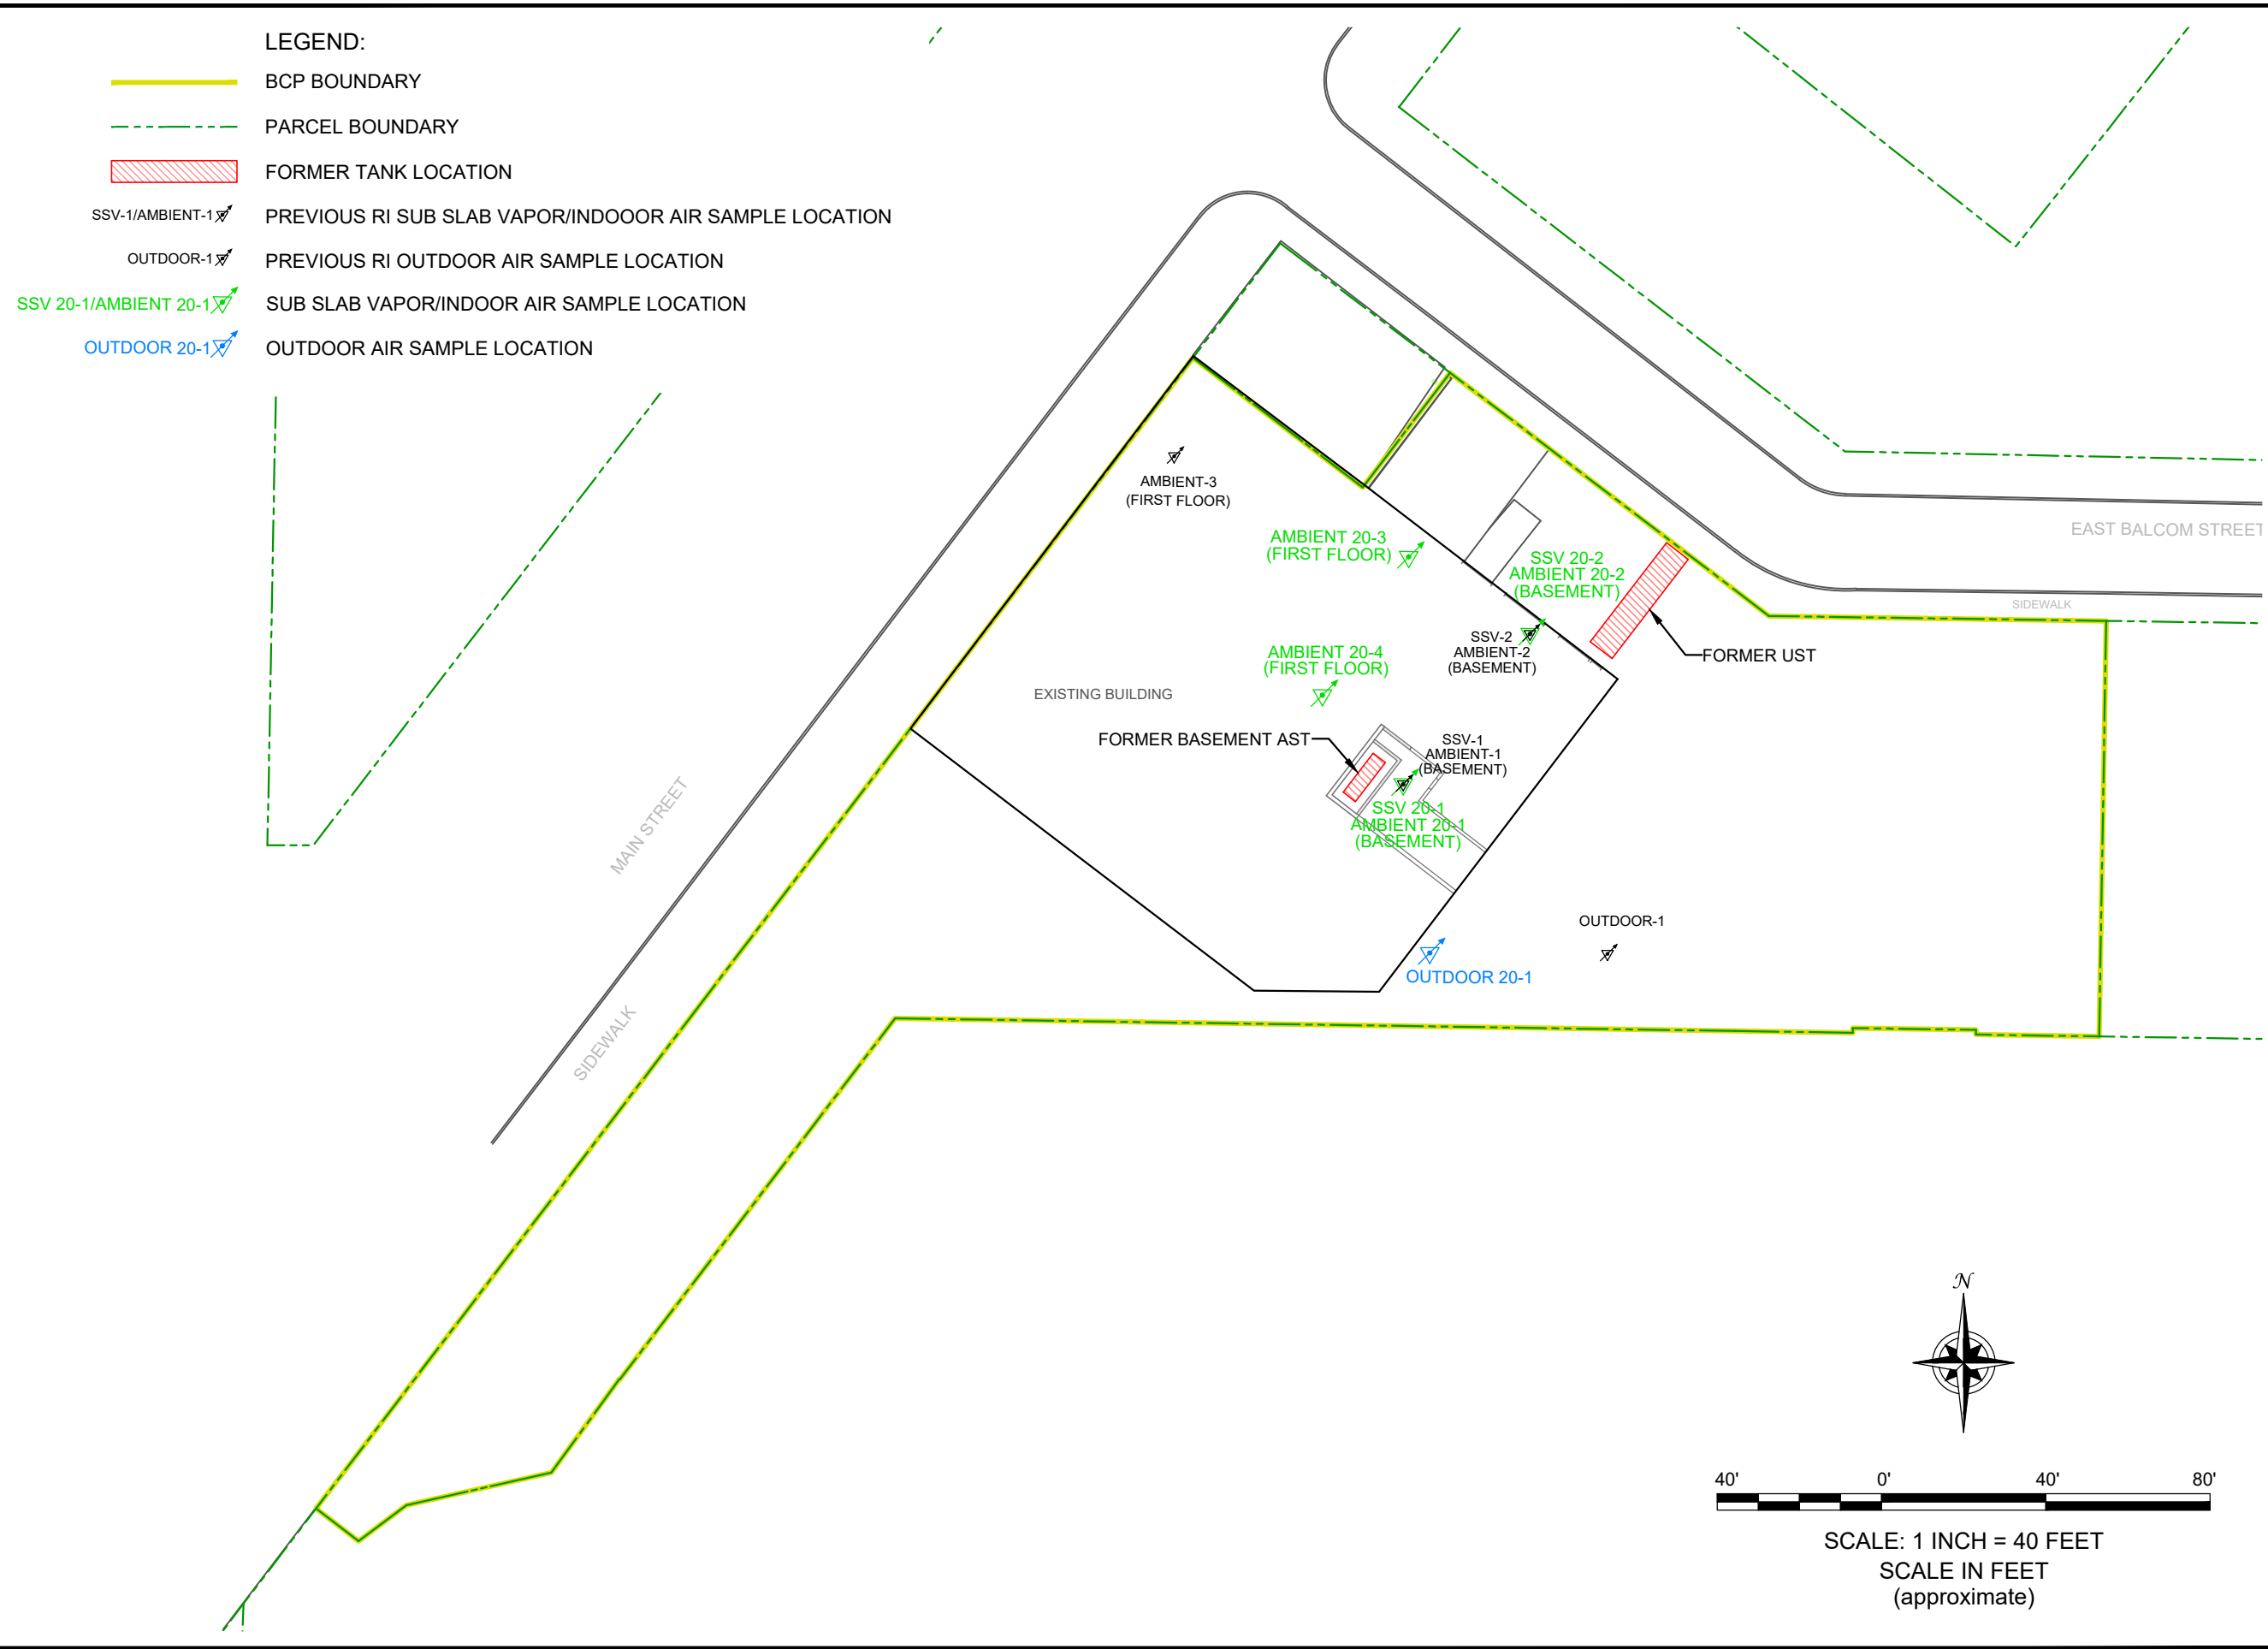 LEGEND:
BCP BOUNDARY
PARCEL BOUNDARY
FORMER TANK LOCATION
SSV-1/AMBIENT-1 PREVIOUS RI SUB SLAB VAPOR/INDOOOR AIR SAMPLE LOCATION
OUTDOOR-1 PREVIOUS RI OUTDOOR AIR SAMPLE LOCATION
SSV 20-1/AMBIENT 20-1 SUB SLAB VAPOR/INDOOR AIR SAMPLE LOCATION
OUTDOOR 20-1 OUTDOOR AIR SAMPLE LOCATION
AMBIENT-3
(FIRST FLOOR)
AMBIENT 20-3
(FIRST FLOOR)
EAST BALCOM STREET
SSV 20-2
AMBIENT 20-2
(BASEMENT)
SIDEWALK
SSV-2
AMBIENT-2
(BASEMENT)
FORMER UST
AMBIENT 20-4
(FIRST FLOOR)
EXISTING BUILDING
FORMER BASEMENT AST
SSV-1
AMBIENT-1
(BASEMENT)
SSV 20-1
AMBIENT 20-1
(BASEMENT)
MAIN STREET
OUTDOOR-1
OUTDOOR 20-1
SIDEWALK
N
40' 0' 40' 80'
SCALE: 1 INCH = 40 FEET
SCALE IN FEET
(approximate)